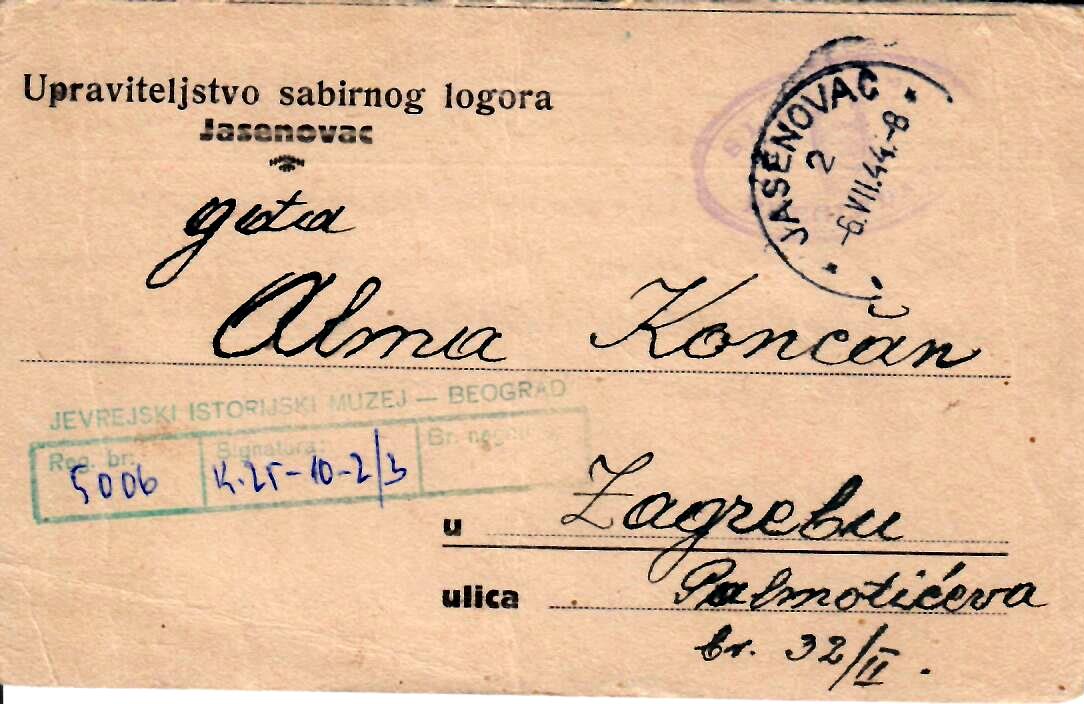 Upraviteljstvo sabirnog logora
Jasenovac
JASENOVAC
2
-6.VII.44.-8
gđa
Alma Končan
JEVREJSKI ISTORIJSKI MUZEJ — BEOGRAD
Reg. br.
Signatura:
5006
K.25-10-2/3
u Zagrebu
ulica Palmotićeva
br. 32/II.